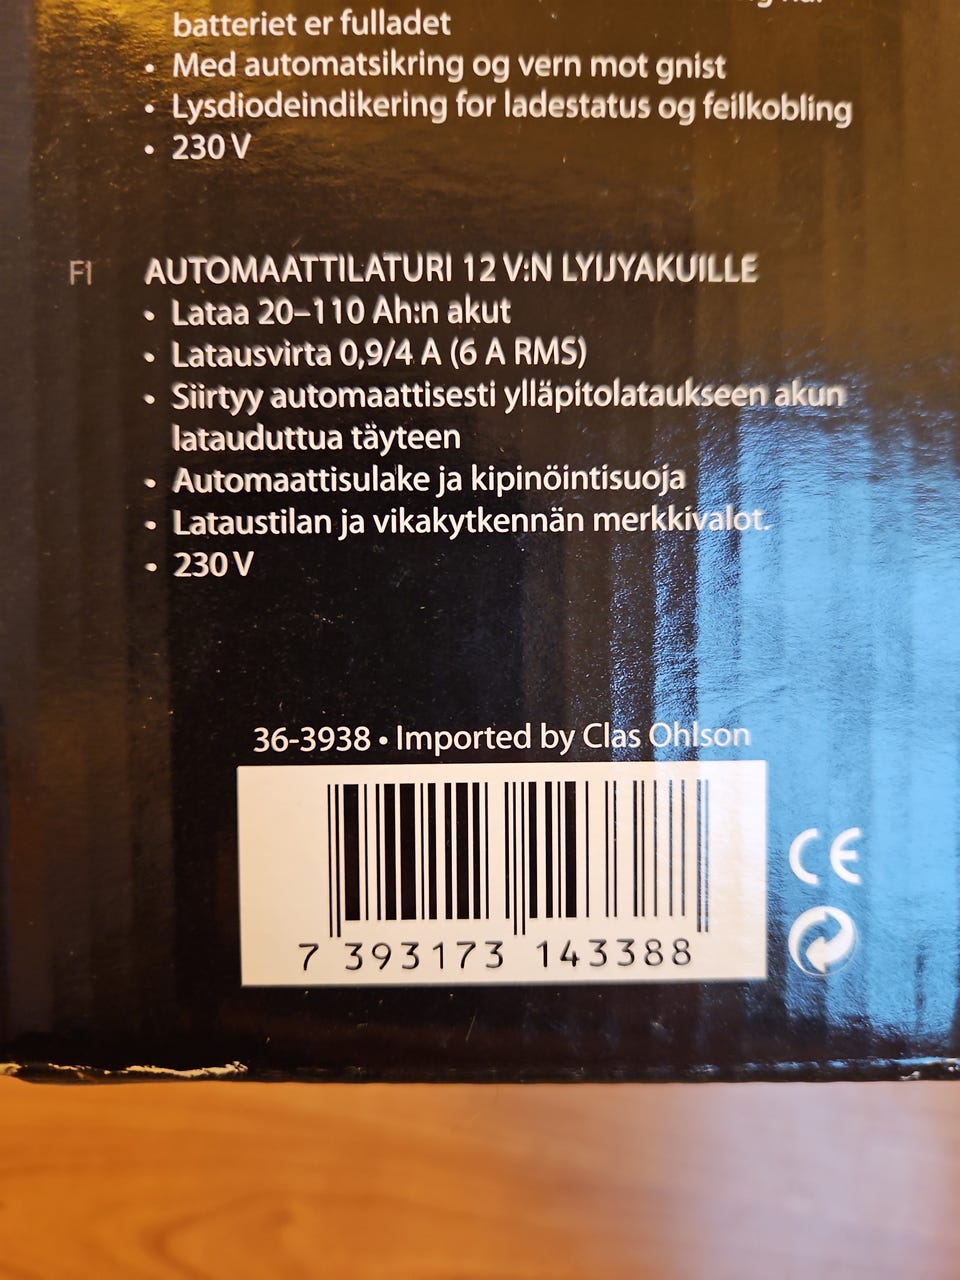 batteriet er fulladet
• Med automatsikring og vern mot gnist
• Lysdiodeindikering for ladestatus og feilkobling
• 230 V
FI AUTOMAATTILATURI 12 V:N LYIJYAKUILLE
• Lataa 20–110 Ah:n akut
• Latausvirta 0,9/4 A (6 A RMS)
• Siirtyy automaattisesti ylläpitolataukseen akun
latauduttua täyteen
• Automaattisulake ja kipinöintisuoja
• Lataustilan ja vikakytkennän merkkivalot.
• 230 V
36-3938 • Imported by Clas Ohlson
7 393173 143388
CE